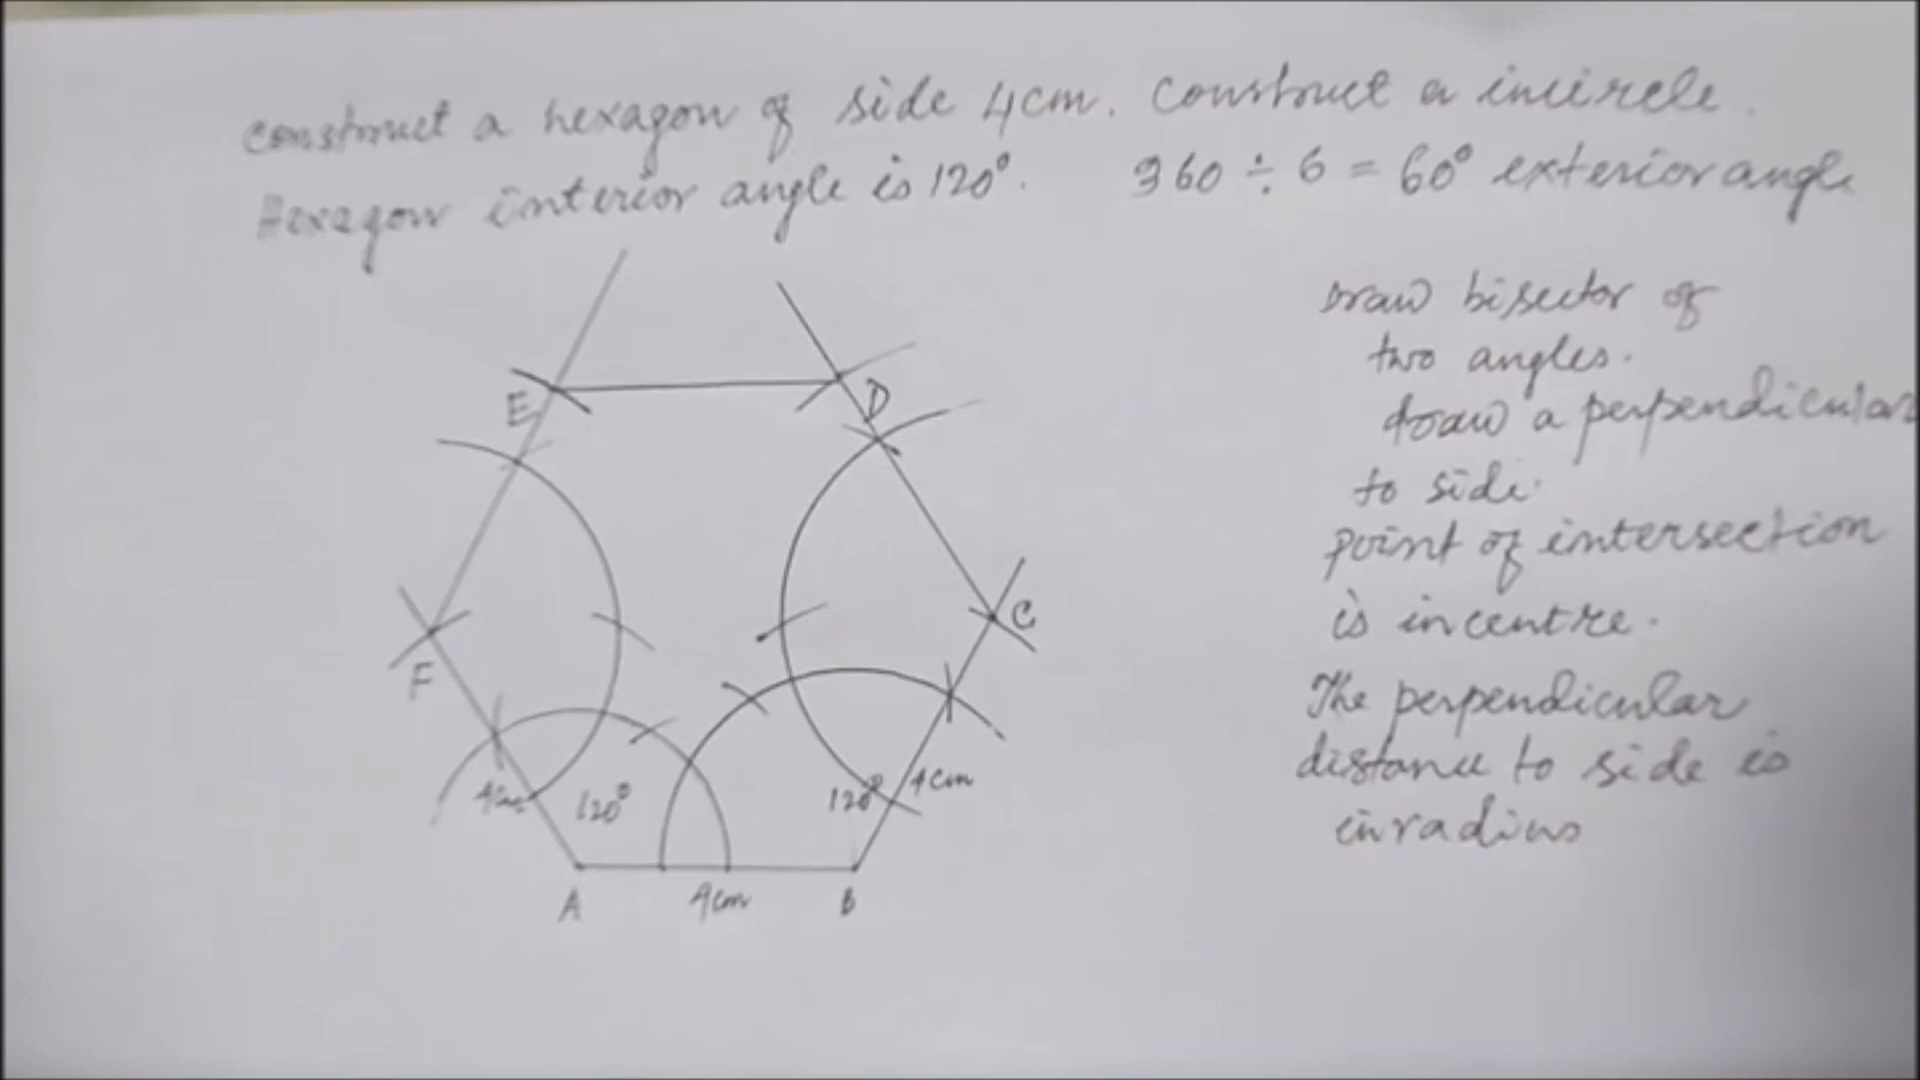 Construct a hexagon of side 4cm. Construct a incircle.
Hexagon interior angle is 120°. 360 ÷ 6 = 60° exterior angle
Draw bisector of
two angles.
draw a perpendicular
to side.
point of intersection
is incentre.
The perpendicular
distance to side is
inradius
E
D
C
F
4cm
120°
120°
4cm
A
4cm
B